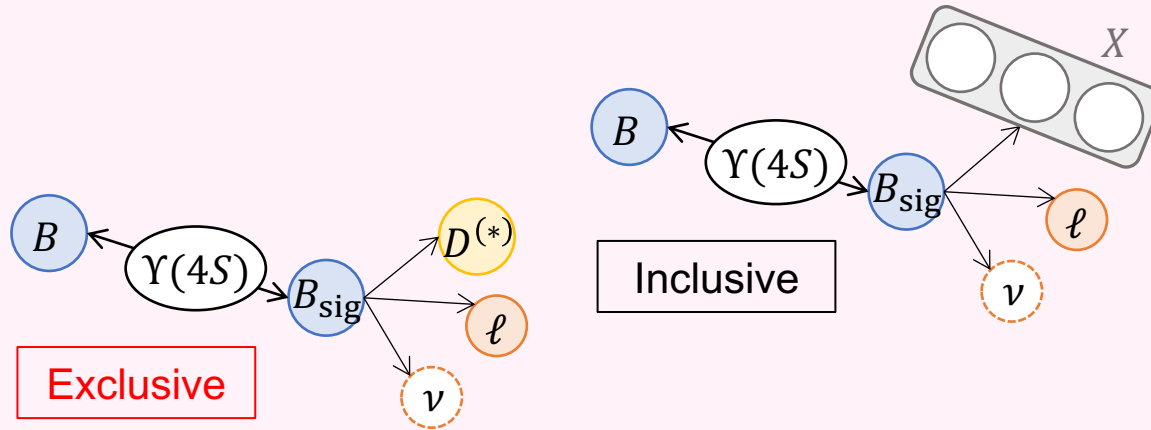 B
Υ(4S)
B_sig
D^(*)
ℓ
ν
Exclusive
X
B
Υ(4S)
B_sig
ℓ
ν
Inclusive